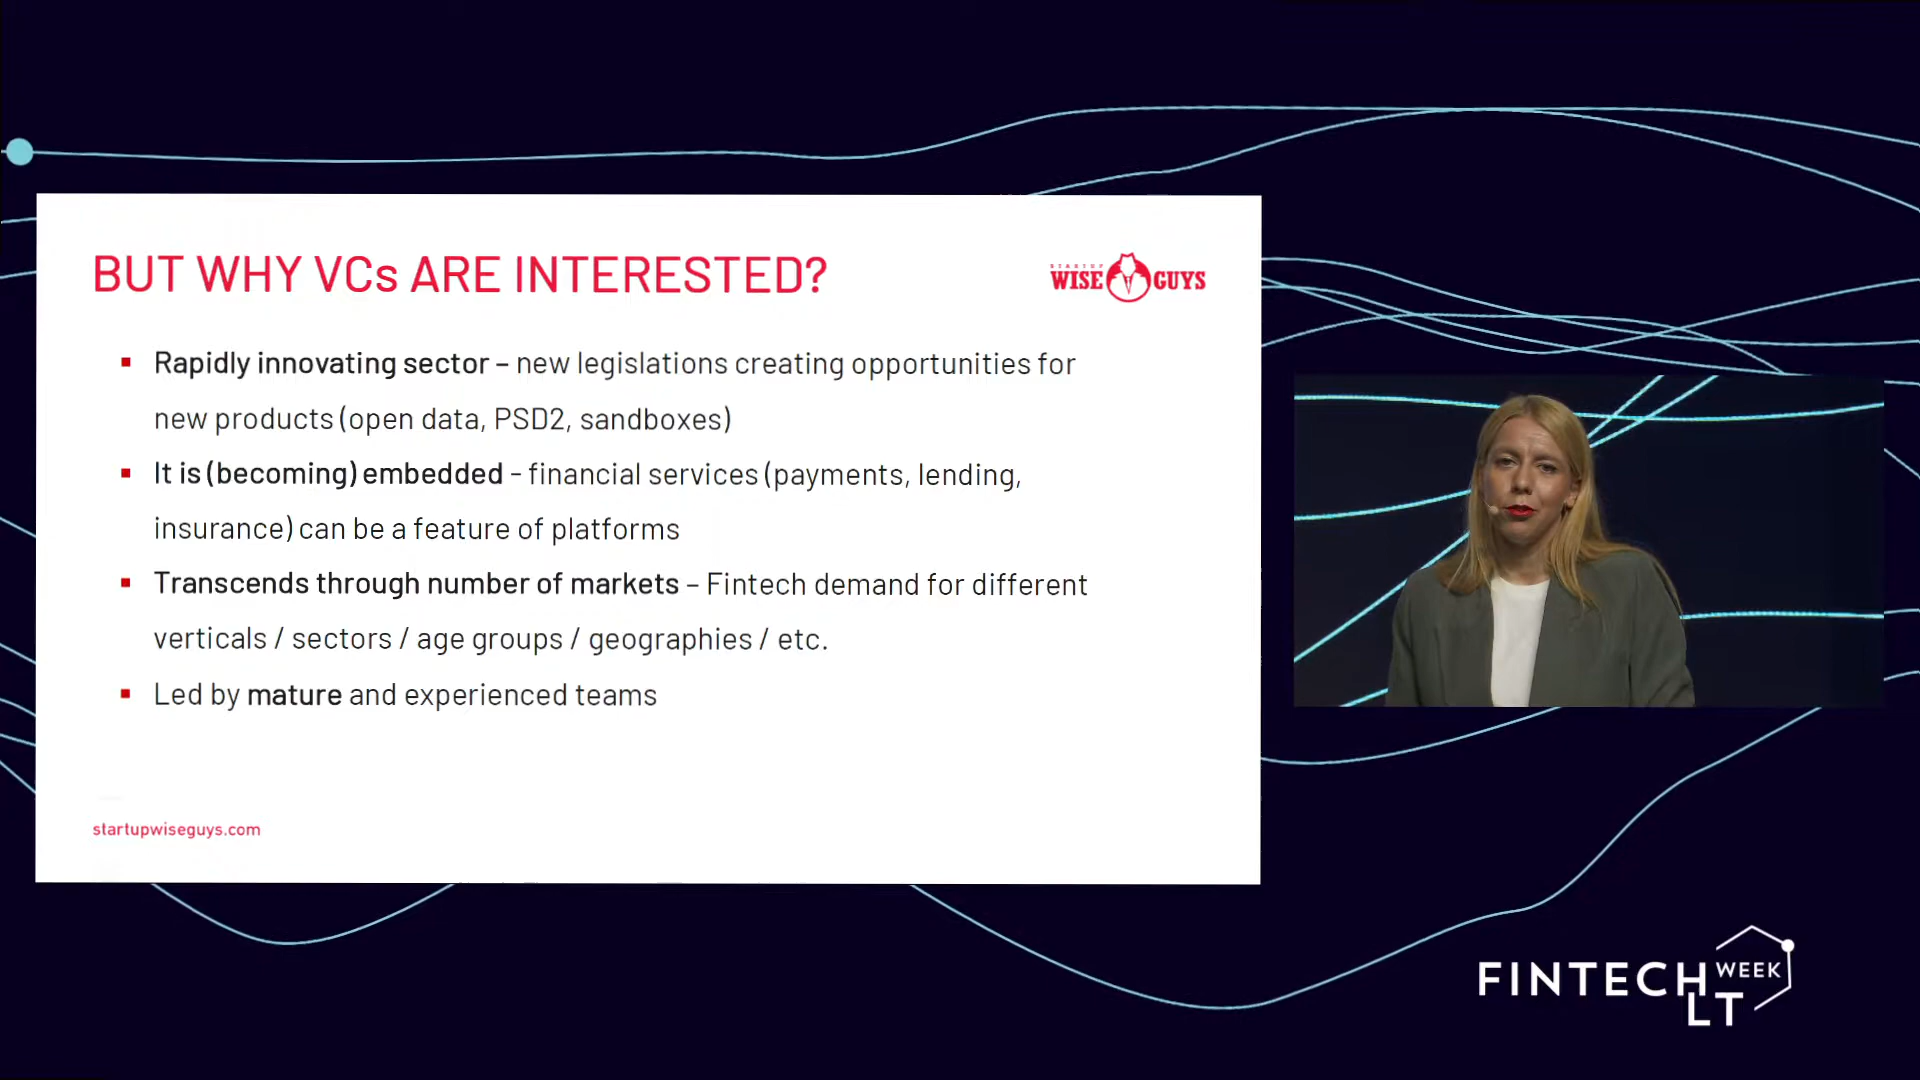 BUT WHY VCs ARE INTERESTED?
STARTUP
WISE GUYS
▪ Rapidly innovating sector – new legislations creating opportunities for
new products (open data, PSD2, sandboxes)
▪ It is (becoming) embedded - financial services (payments, lending,
insurance) can be a feature of platforms
▪ Transcends through number of markets – Fintech demand for different
verticals / sectors / age groups / geographies / etc.
▪ Led by mature and experienced teams
startupwiseguys.com
FINTECH WEEK
LT